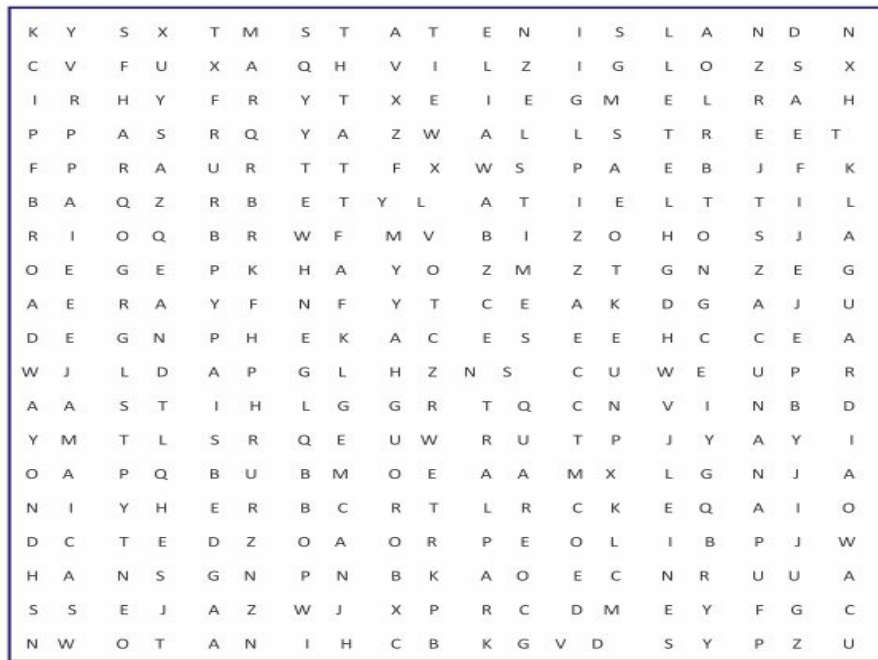 K Y S X T M S T A T E N I S L A N D N
C V F U X A Q H V I L Z I G L O Z S X
I R H Y F R Y T X E I E G M E L R A H
P P A S R Q Y A Z W A L L S T R E E T
F P R A U R T T F X W S P A E B J F K
B A Q Z R B E T Y L A T I E L T T I L
R I O Q B R W F M V B I Z O H O S J A
O E G E P K H A Y O Z M Z T G N Z E G
A E R A Y F N F Y T C E A K D G A J U
D E G N P H E K A C E S E E H C C E A
W J L D A P G L H Z N S C U W E U P R
A A S T I H L G G R T Q C N V I N B D
Y M T L S R Q E U W R U T P J Y A Y I
O A P Q B U B M O E A A M X L G N J A
N I Y H E R B C R T L R C K E Q A I O
D C T E D Z O A O R P E O L I B P J W
H A N S G N P N B K A O E C N R U U A
S S E J A Z W J X P R C D M E Y F G C
N W O T A N I H C B K G V D S Y P Z U